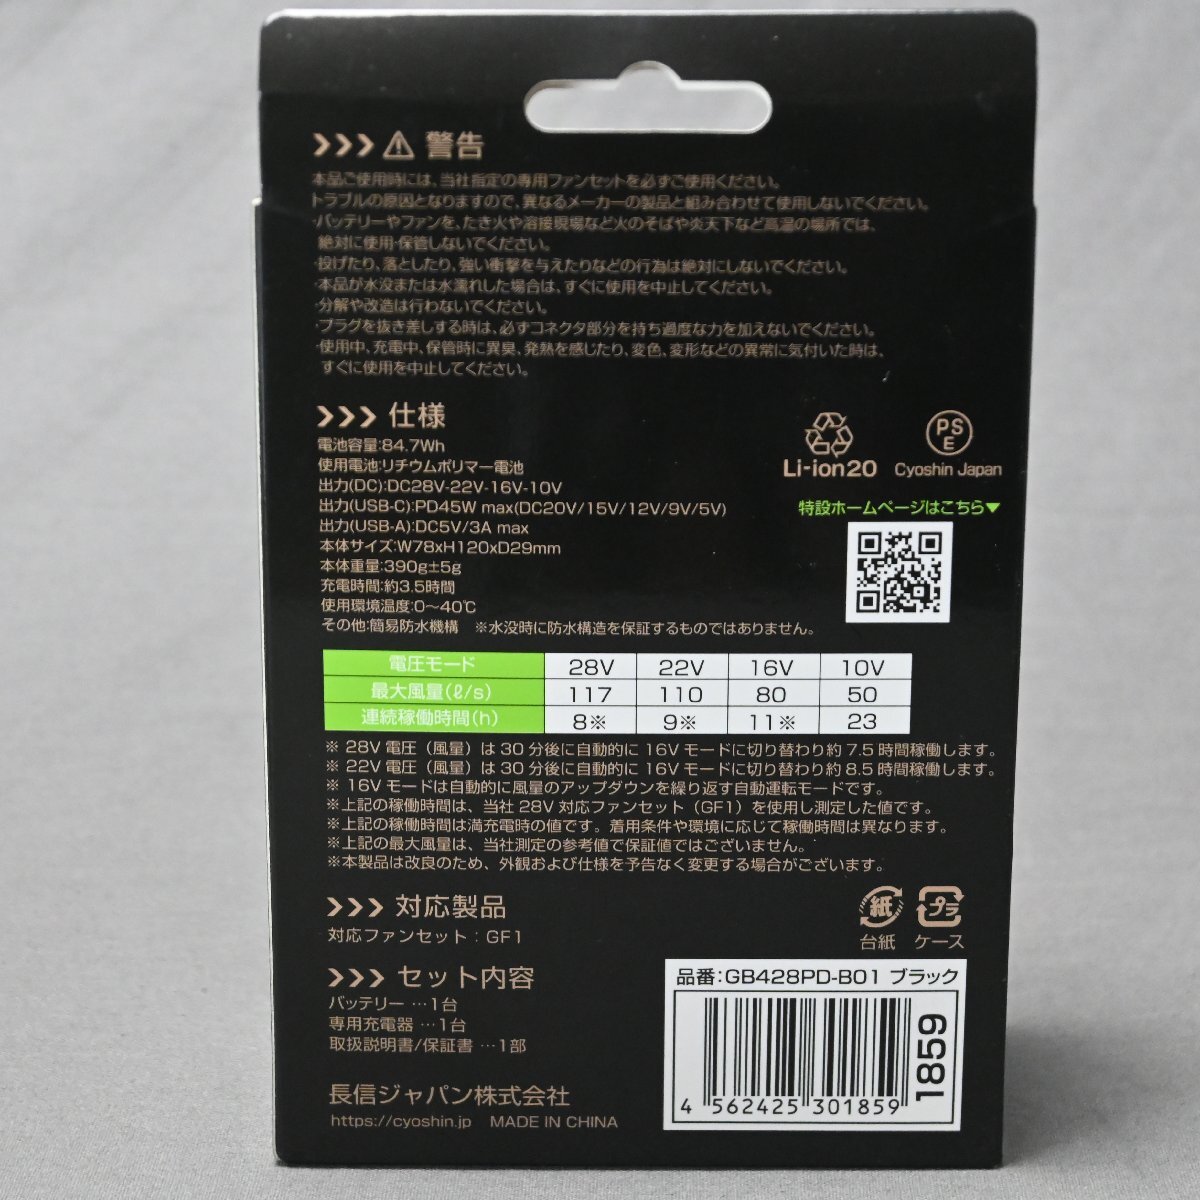 >>>⚠警告
本品ご使用時には、当社指定の専用ファンセットを必ずご使用ください。
トラブルの原因となりますので、異なるメーカーの製品と組み合わせて使用しないでください。
･バッテリーやファンを、たき火や溶接現場など火のそばや炎天下など高温の場所では、
絶対に使用･保管しないでください。
･投げたり、落としたり、強い衝撃を与えたりなどの行為は絶対にしないでください。
･本品が水没または水濡れした場合は、すぐに使用を中止してください。
･分解や改造は行わないでください。
･プラグを抜き差しする時は、必ずコネクタ部分を持ち過度な力を加えないでください。
･使用中、充電中、保管時に異臭、発熱を感じたり、変色、変形などの異常に気付いた時は、
すぐに使用を中止してください。
>>>仕様
電池容量:84.7Wh
使用電池:リチウムポリマー電池
出力(DC):DC28V-22V-16V-10V
出力(USB-C):PD45W max(DC20V/15V/12V/9V/5V)
出力(USB-A):DC5V/3A max
本体サイズ:W78xH120xD29mm
本体重量:390g±5g
充電時間:約3.5時間
使用環境温度:0〜40℃
その他:簡易防水機構 ※水没時に防水構造を保証するものではありません。
Li-ion20
PS
E
Cyoshin Japan
特設ホームページはこちら▼
電圧モード 28V 22V 16V 10V
最大風量(ℓ/s) 117 110 80 50
連続稼働時間(h) 8※ 9※ 11※ 23
※ 28V 電圧（風量）は 30 分後に自動的に 16V モードに切り替わり約 7.5 時間稼働します。
※ 22V 電圧（風量）は 30 分後に自動的に 16V モードに切り替わり約 8.5 時間稼働します。
※ 16V モードは自動的に風量のアップダウンを繰り返す自動運転モードです。
※上記の稼働時間は、当社 28V 対応ファンセット（GF1）を使用し測定した値です。
※上記の稼働時間は満充電時の値です。着用条件や環境に応じて稼働時間は異なります。
※上記の最大風量は、当社測定の参考値で保証値ではございません。
※本製品は改良のため、外観および仕様を予告なく変更する場合がございます。
>>>対応製品
対応ファンセット：GF1
紙
台紙
プラ
ケース
>>>セット内容
バッテリー …1台
専用充電器 …1台
取扱説明書/保証書 …1部
長信ジャパン株式会社
https://cyoshin.jp MADE IN CHINA
品番:GB428PD-B01 ブラック
1859
4 562425 301859